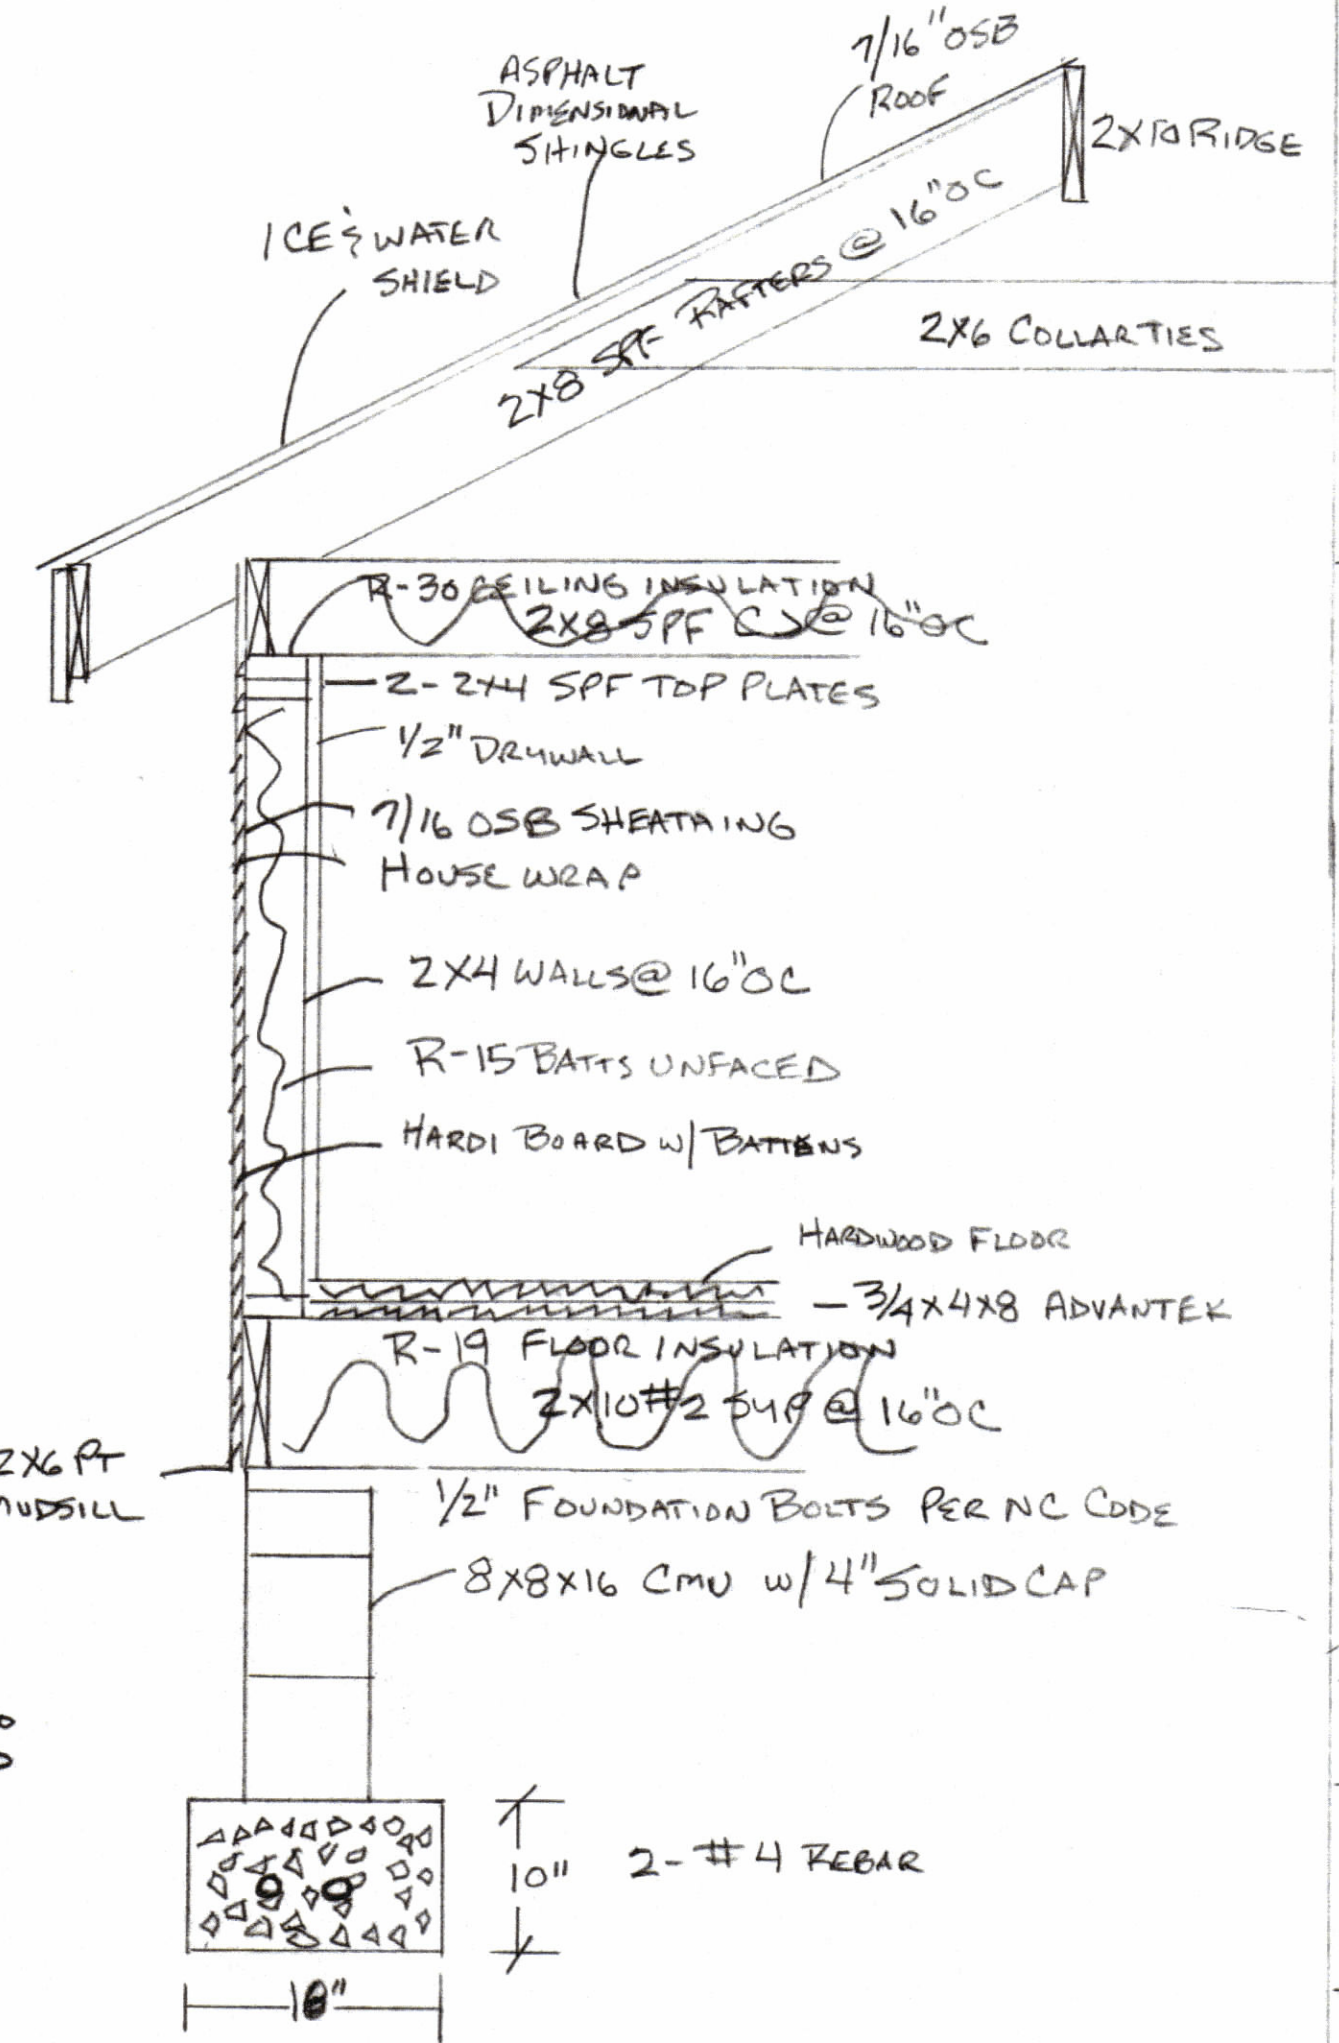 7/16" OSB
ROOF
ASPHALT
DIMENSIONAL
SHINGLES
2X10 RIDGE
ICE & WATER
SHIELD
2X8 SPF RAFTERS @ 16" OC
2X6 COLLAR TIES
R-30 CEILING INSULATION
2X8 SPF CJ @ 16" OC
2-2X4 SPF TOP PLATES
1/2" DRYWALL
7/16 OSB SHEATHING
HOUSE WRAP
2X4 WALLS @ 16" OC
R-15 BATTS UNFACED
HARDI BOARD W/ BATTENS
HARDWOOD FLOOR
3/4X4X8 ADVANTEK
R-19 FLOOR INSULATION
2X10 #2 SYP @ 16" OC
2X6 PT
MUDSILL
1/2" FOUNDATION BOLTS PER NC CODE
8X8X16 CMU W/ 4" SOLID CAP
10"
2-#4 REBAR